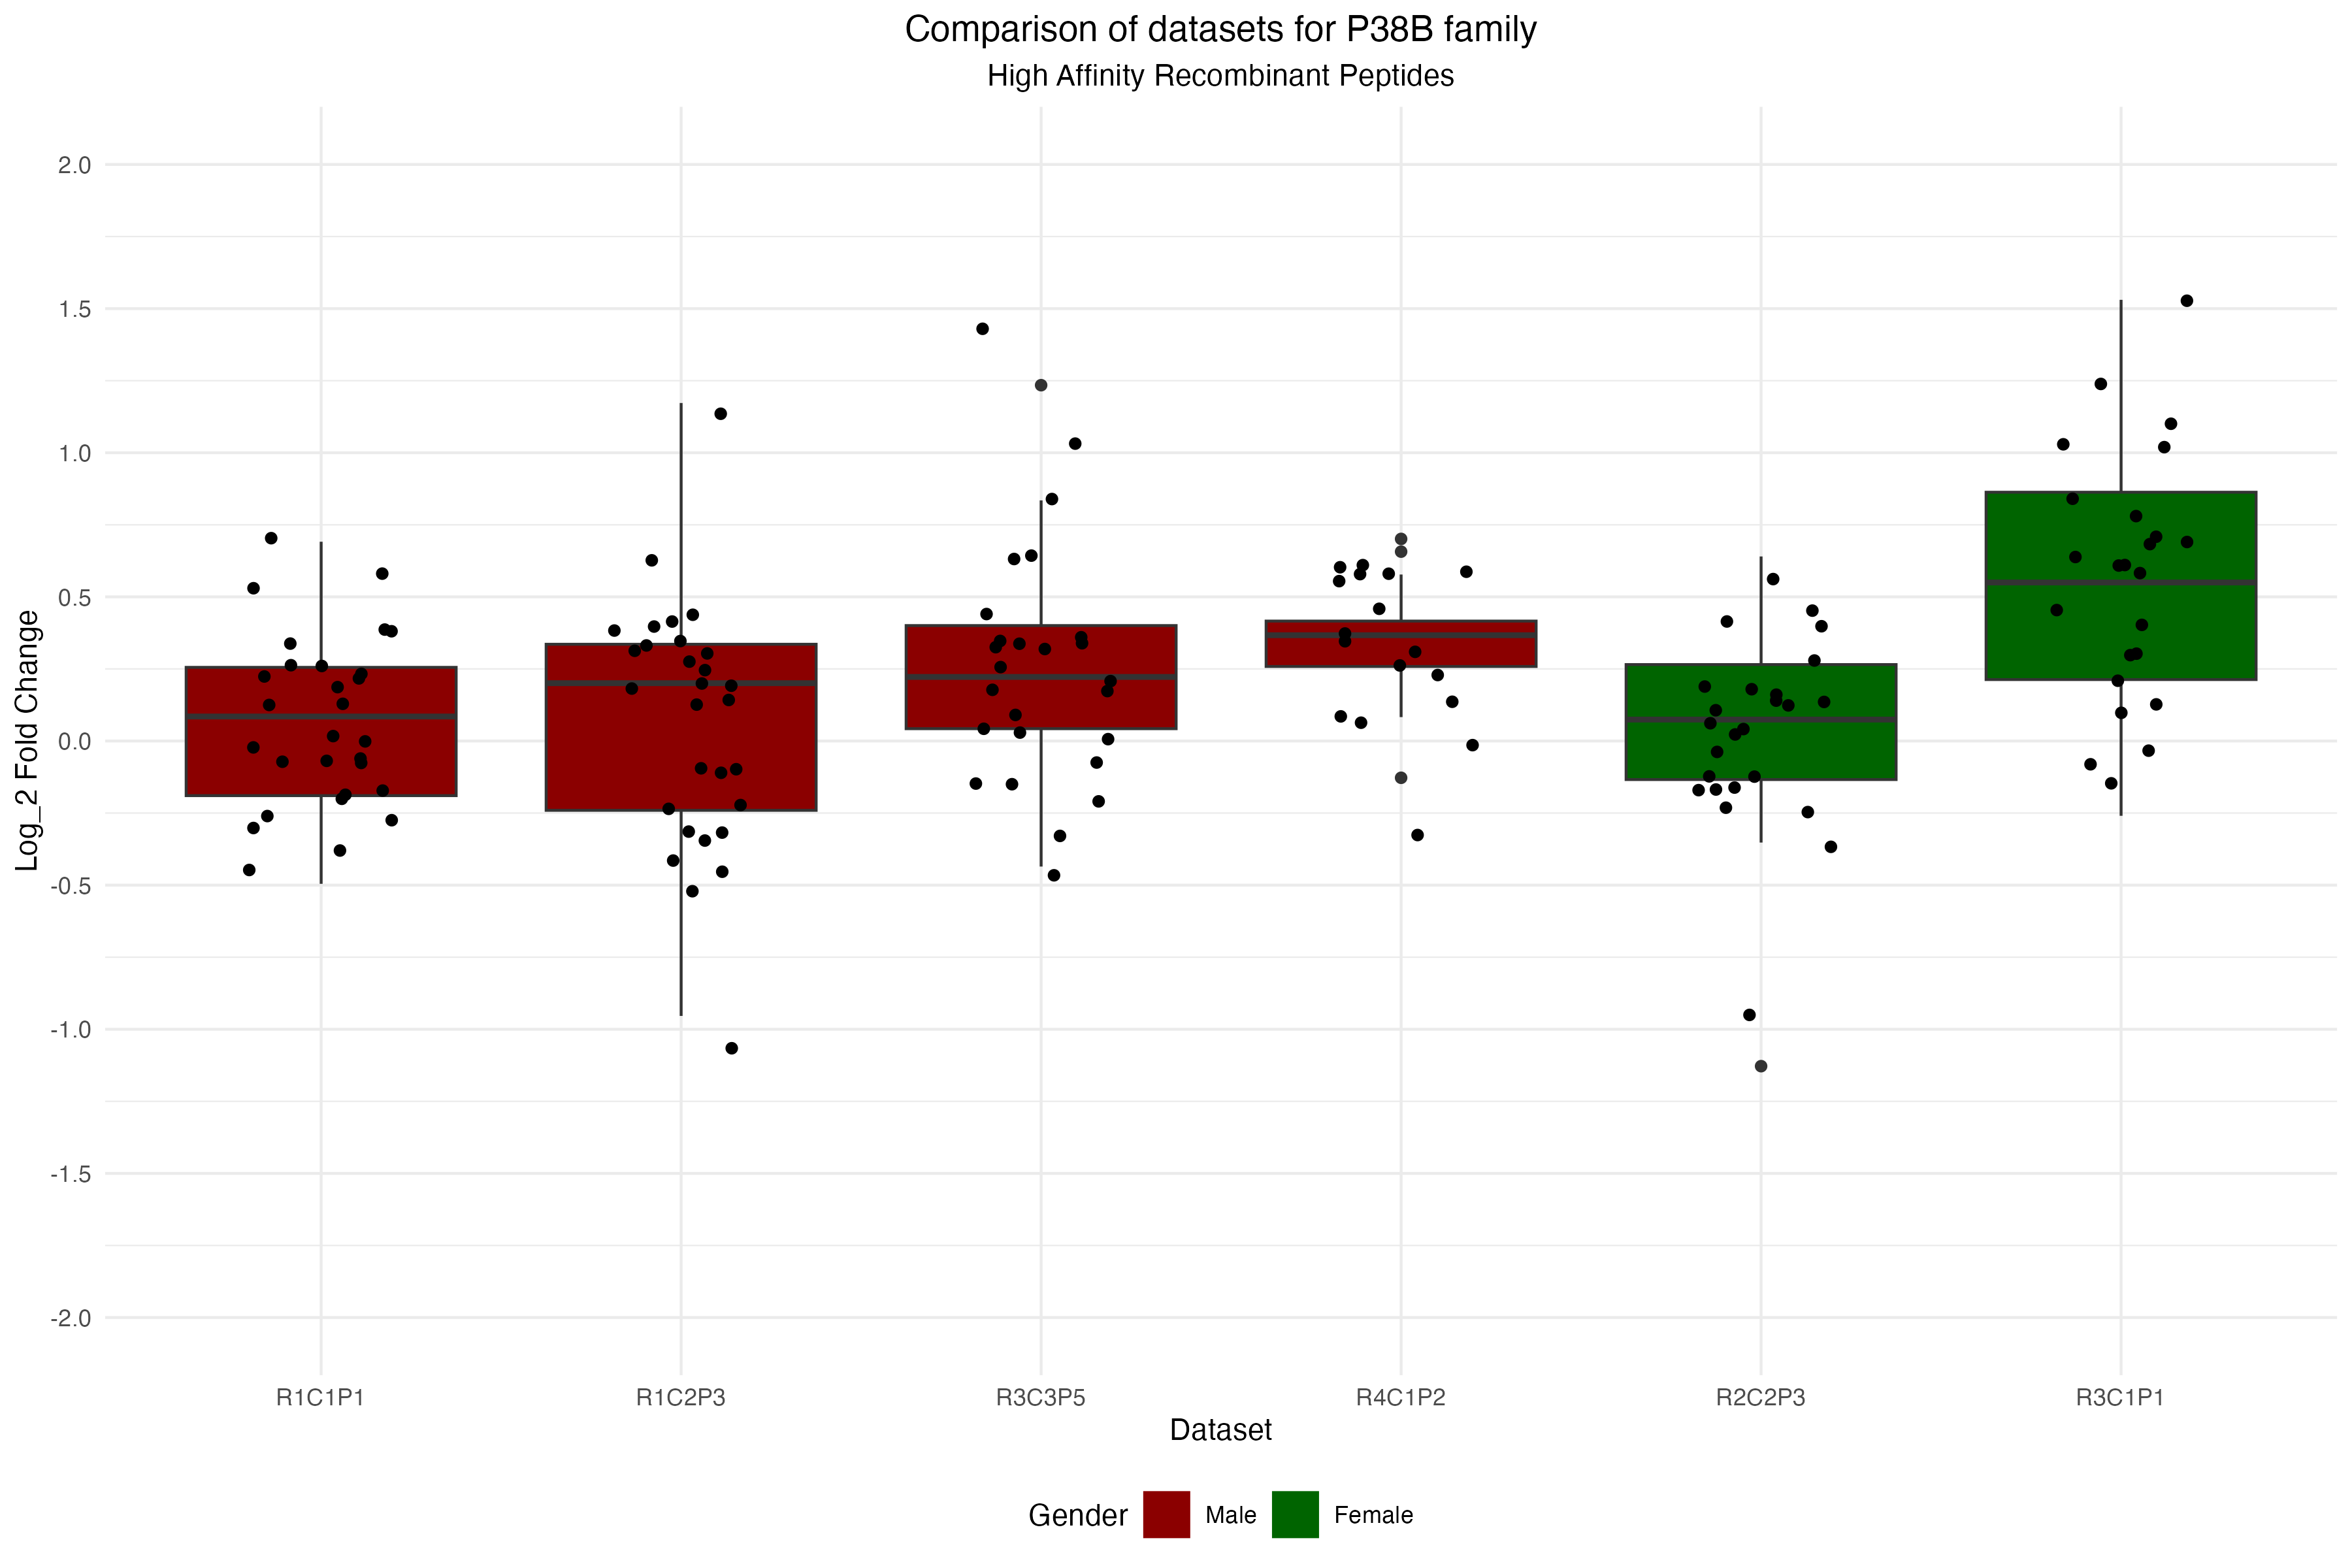 Comparison of datasets for P38B family
High Affinity Recombinant Peptides
Log_2 Fold Change
2.0
1.5
1.0
0.5
0.0
-0.5
-1.0
-1.5
-2.0
R1C1P1 R1C2P3 R3C3P5 R4C1P2 R2C2P3 R3C1P1
Dataset
Gender Male Female